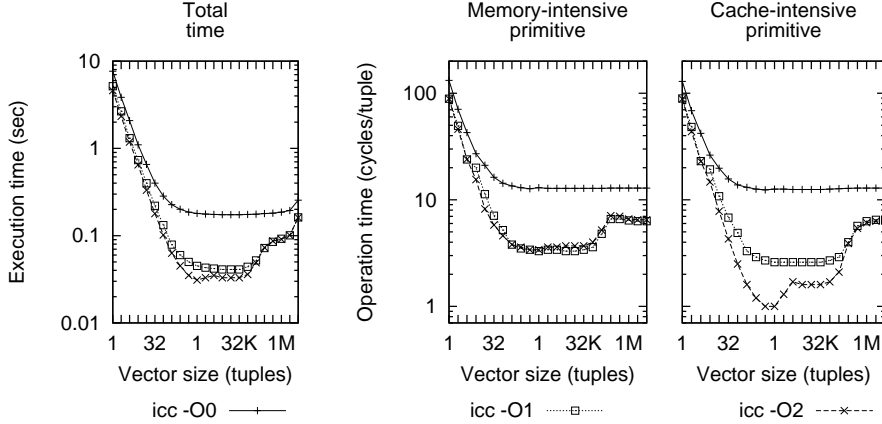 Total
time
Memory-intensive
primitive
Cache-intensive
primitive
Execution time (sec)
10
1
0.1
0.01
1 32 1 32K 1M
Vector size (tuples)
Operation time (cycles/tuple)
100
10
1
1 32 1 32K 1M
Vector size (tuples)
1 32 1 32K 1M
Vector size (tuples)
icc -O0
icc -O1
icc -O2